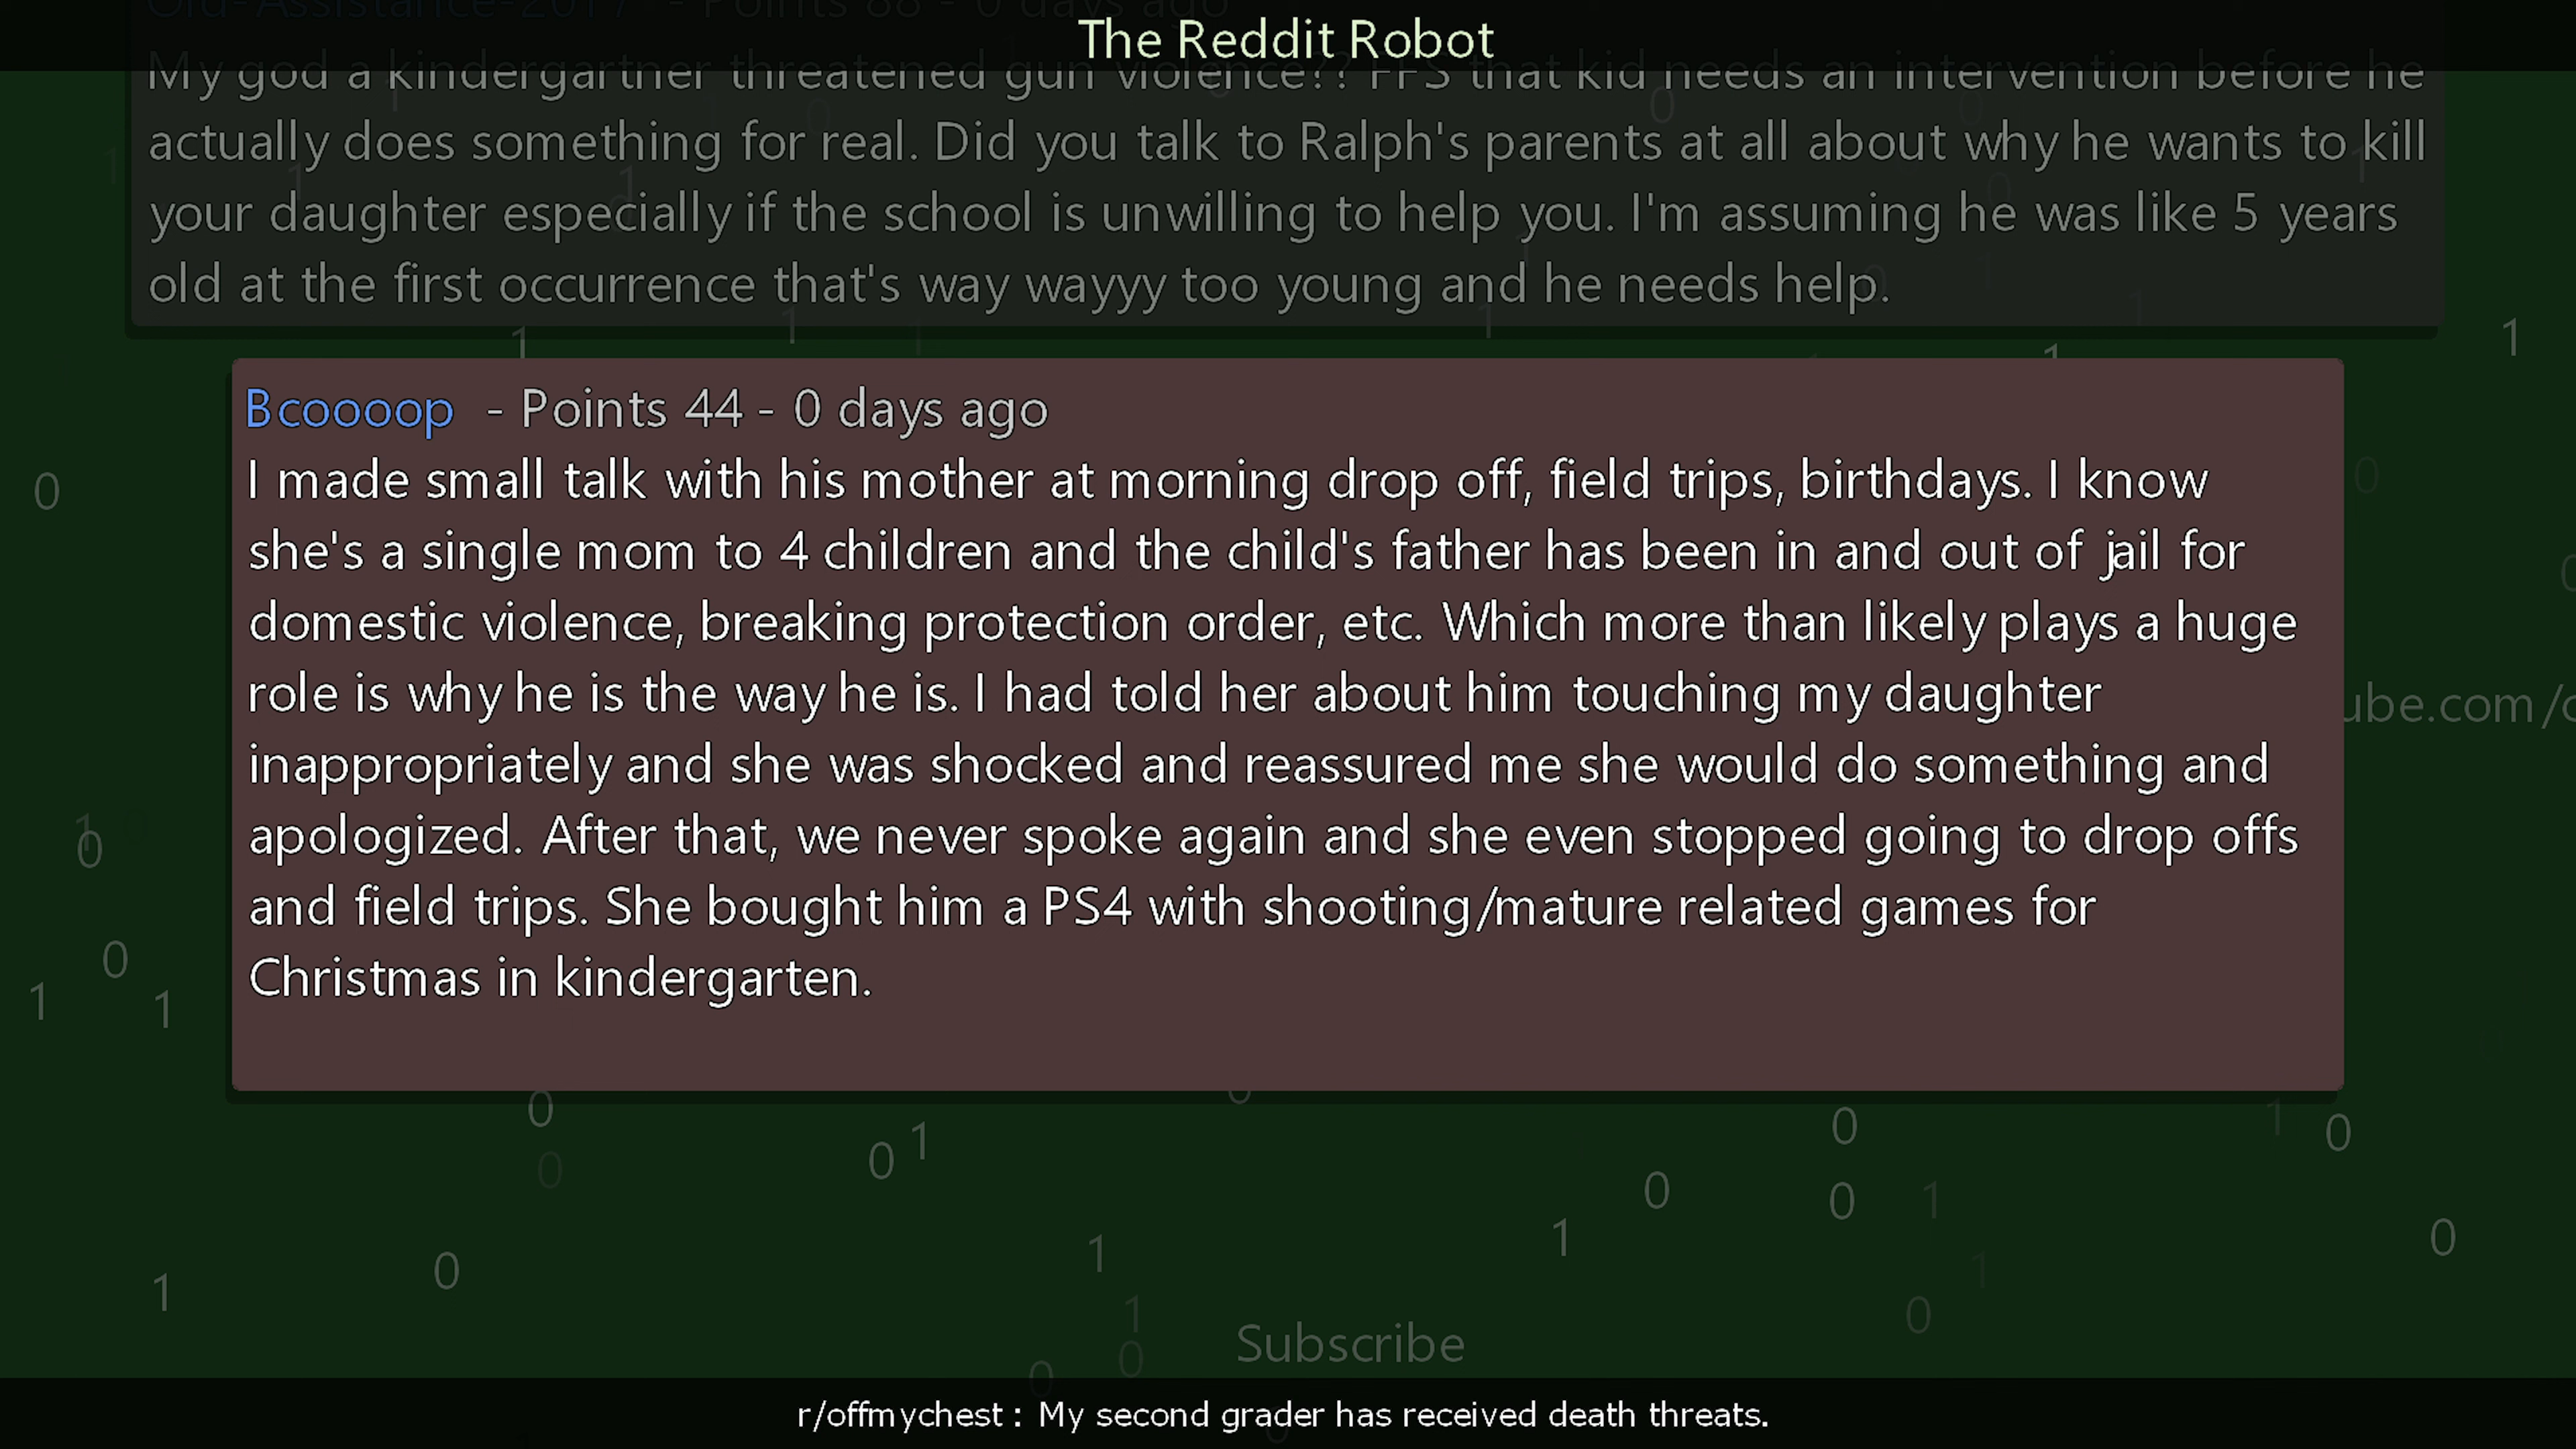 The Reddit Robot
Old-Assistance-2017 - Points 88 - 0 days ago
My god a kindergartner threatened gun violence?? FFS that kid needs an intervention before he
actually does something for real. Did you talk to Ralph's parents at all about why he wants to kill
your daughter especially if the school is unwilling to help you. I'm assuming he was like 5 years
old at the first occurrence that's way wayyy too young and he needs help.
Bcoooop - Points 44 - 0 days ago
I made small talk with his mother at morning drop off, field trips, birthdays. I know
she's a single mom to 4 children and the child's father has been in and out of jail for
domestic violence, breaking protection order, etc. Which more than likely plays a huge
role is why he is the way he is. I had told her about him touching my daughter
inappropriately and she was shocked and reassured me she would do something and
apologized. After that, we never spoke again and she even stopped going to drop offs
and field trips. She bought him a PS4 with shooting/mature related games for
Christmas in kindergarten.
ube.com/c
Subscribe
r/offmychest : My second grader has received death threats.